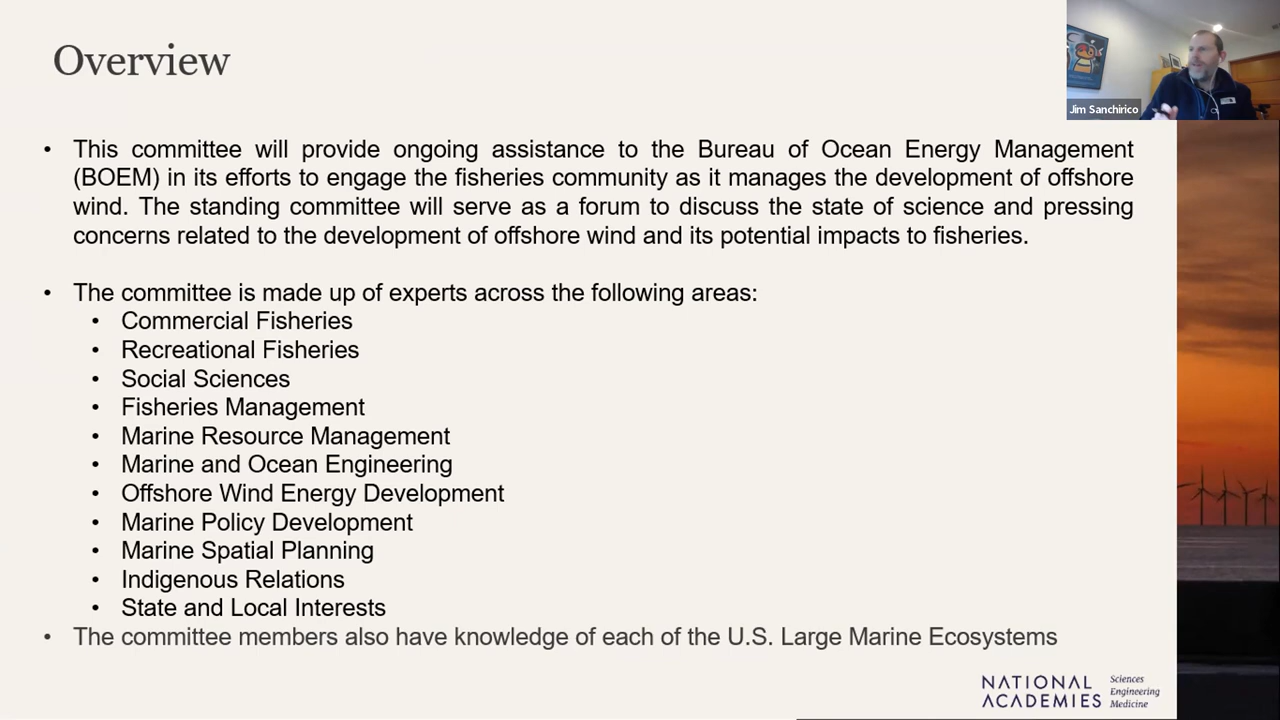 Overview
Jim Sanchirico
• This committee will provide ongoing assistance to the Bureau of Ocean Energy Management
(BOEM) in its efforts to engage the fisheries community as it manages the development of offshore
wind. The standing committee will serve as a forum to discuss the state of science and pressing
concerns related to the development of offshore wind and its potential impacts to fisheries.
• The committee is made up of experts across the following areas:
• Commercial Fisheries
• Recreational Fisheries
• Social Sciences
• Fisheries Management
• Marine Resource Management
• Marine and Ocean Engineering
• Offshore Wind Energy Development
• Marine Policy Development
• Marine Spatial Planning
• Indigenous Relations
• State and Local Interests
• The committee members also have knowledge of each of the U.S. Large Marine Ecosystems
NATIONAL
ACADEMIES
Sciences
Engineering
Medicine